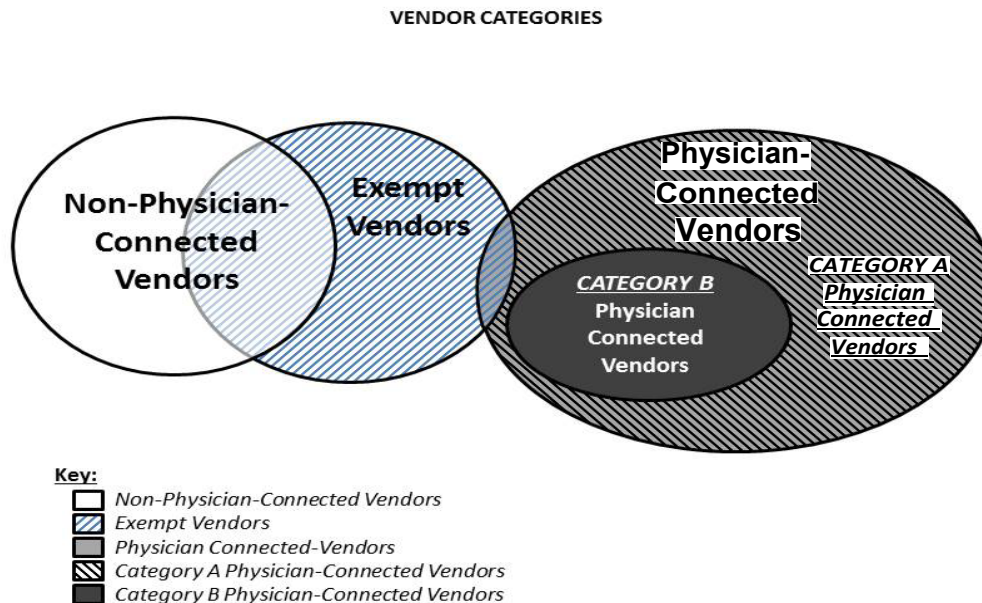 VENDOR CATEGORIES
Non-Physician-
Connected
Vendors
Exempt
Vendors
Physician-
Connected
Vendors
CATEGORY A
Physician
Connected
Vendors
CATEGORY B
Physician
Connected
Vendors
Key:
Non-Physician-Connected Vendors
Exempt Vendors
Physician Connected-Vendors
Category A Physician-Connected Vendors
Category B Physician-Connected Vendors